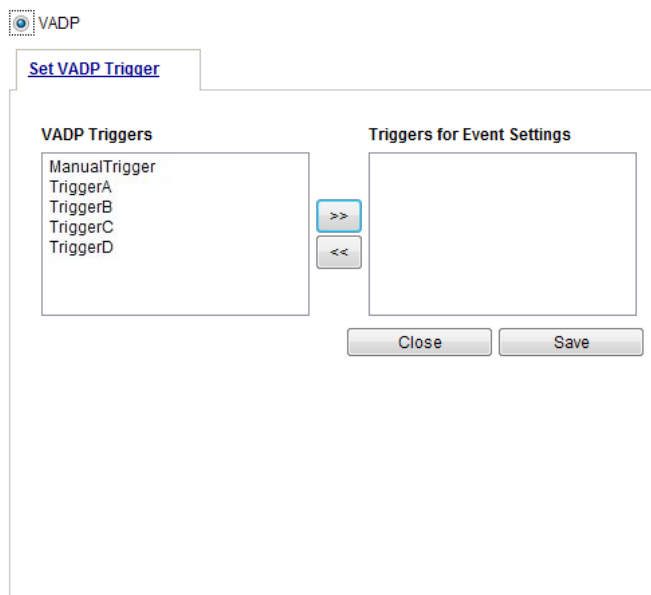 VADP
Set VADP Trigger
VADP Triggers
Triggers for Event Settings
ManualTrigger
TriggerA
TriggerB
TriggerC
TriggerD
>>
<<
Close
Save